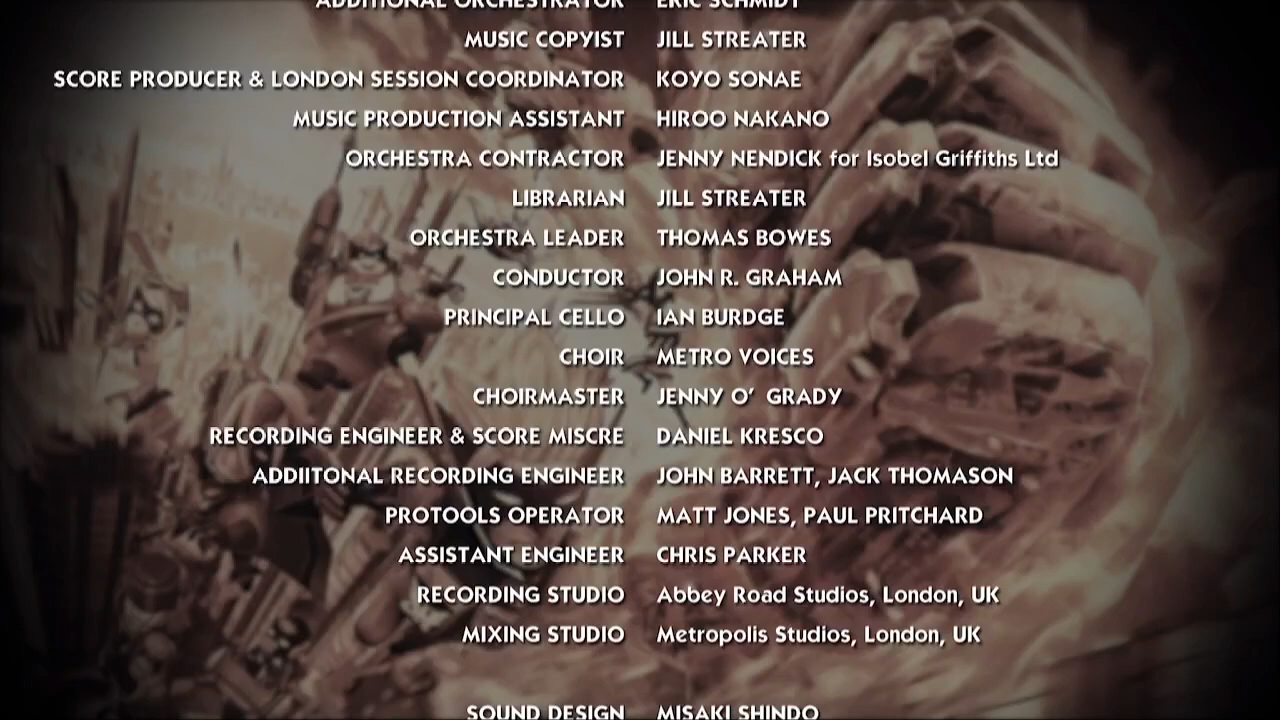 ADDITIONAL ORCHESTRATOR ERIC SCHMIDT
MUSIC COPYIST JILL STREATER
SCORE PRODUCER & LONDON SESSION COORDINATOR KOYO SONAE
MUSIC PRODUCTION ASSISTANT HIROO NAKANO
ORCHESTRA CONTRACTOR JENNY NENDICK for Isobel Griffiths Ltd
LIBRARIAN JILL STREATER
ORCHESTRA LEADER THOMAS BOWES
CONDUCTOR JOHN R. GRAHAM
PRINCIPAL CELLO IAN BURDGE
CHOIR METRO VOICES
CHOIRMASTER JENNY O' GRADY
RECORDING ENGINEER & SCORE MISCRE DANIEL KRESCO
ADDIITONAL RECORDING ENGINEER JOHN BARRETT, JACK THOMASON
PROTOOLS OPERATOR MATT JONES, PAUL PRITCHARD
ASSISTANT ENGINEER CHRIS PARKER
RECORDING STUDIO Abbey Road Studios, London, UK
MIXING STUDIO Metropolis Studios, London, UK
SOUND DESIGN MISAKI SHINDO